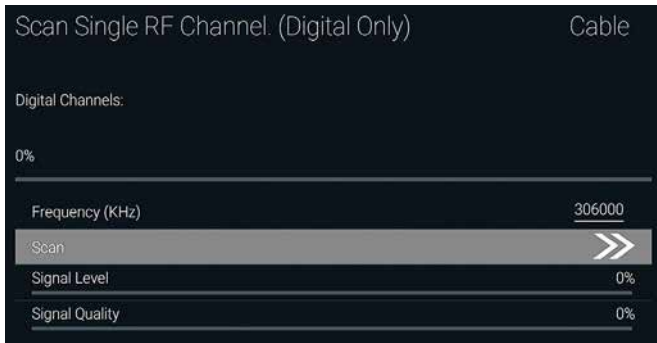 Scan Single RF Channel. (Digital Only) Cable
Digital Channels:
0%
Frequency (KHz) 306000
Scan
Signal Level 0%
Signal Quality 0%